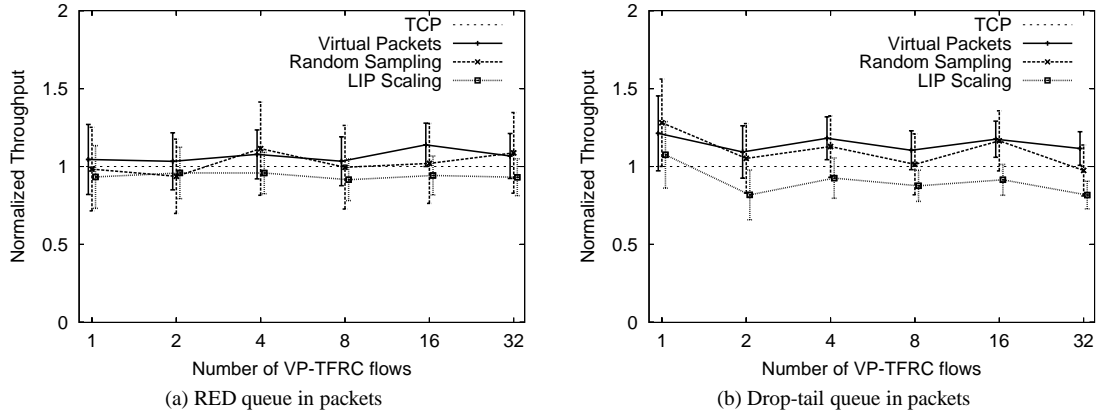 2
1.5
1
0.5
0
Normalized Throughput
TCP
Virtual Packets
Random Sampling
LIP Scaling
1 2 4 8 16 32
Number of VP-TFRC flows
(a) RED queue in packets
2
1.5
1
0.5
0
Normalized Throughput
TCP
Virtual Packets
Random Sampling
LIP Scaling
1 2 4 8 16 32
Number of VP-TFRC flows
(b) Drop-tail queue in packets